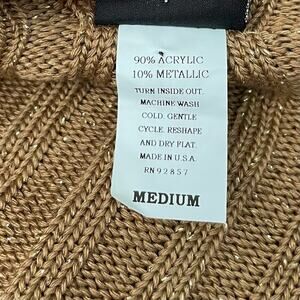 90% ACRYLIC
10% METALLIC
TURN INSIDE OUT.
MACHINE WASH
COLD. GENTLE
CYCLE. RESHAPE
AND DRY FLAT.
MADE IN U.S.A.
RN 92857
MEDIUM